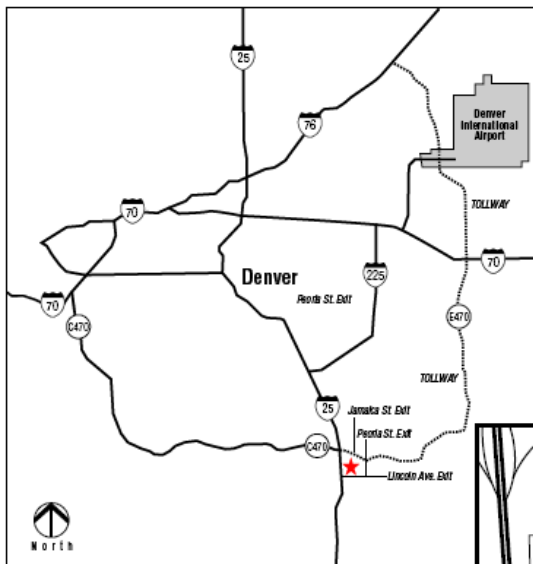 25
76
Denver
International
Airport
70
TOLLWAY
Denver
225
70
Peoria St. Exit
70
C470
E470
TOLLWAY
25
Jamaica St. Exit
Peoria St. Exit
C470
Lincoln Ave. Exit
North